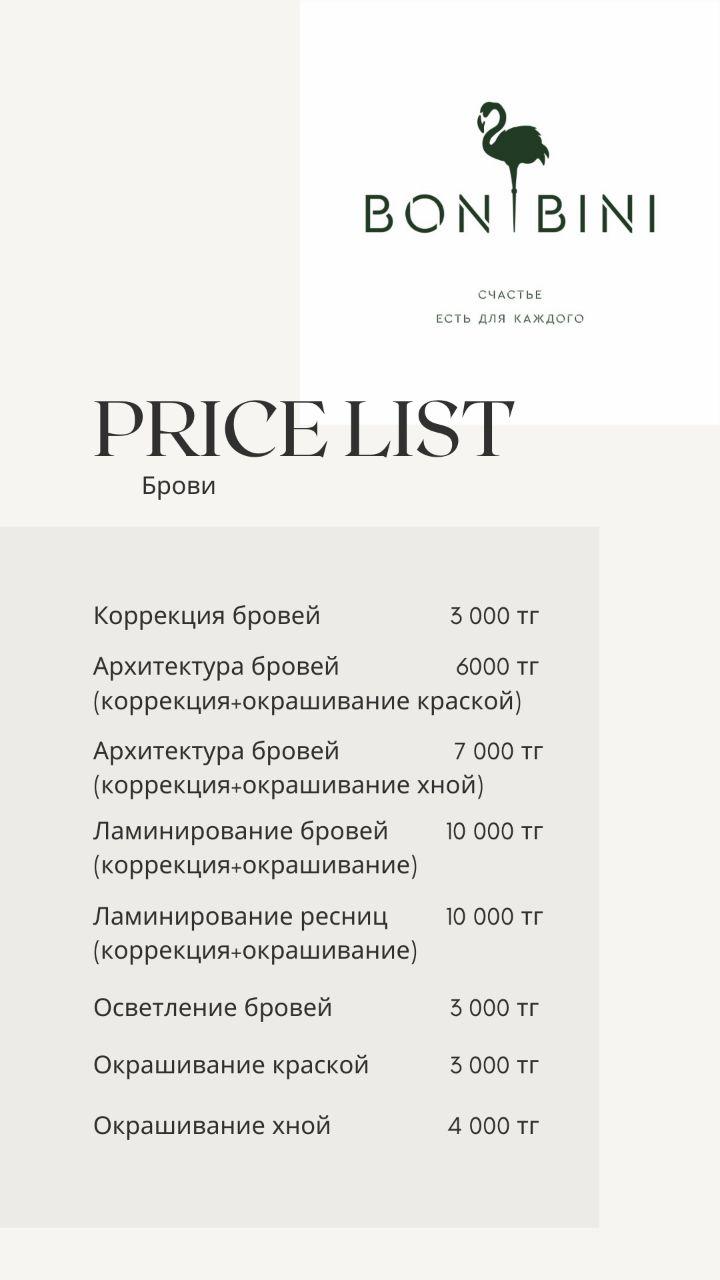 BON BINI
СЧАСТЬЕ
ЕСТЬ ДЛЯ КАЖДОГО
PRICE LIST
Брови
Коррекция бровей 3 000 тг
Архитектура бровей 6000 тг
(коррекция+окрашивание краской)
Архитектура бровей 7 000 тг
(коррекция+окрашивание хной)
Ламинирование бровей 10 000 тг
(коррекция+окрашивание)
Ламинирование ресниц 10 000 тг
(коррекция+окрашивание)
Осветление бровей 3 000 тг
Окрашивание краской 3 000 тг
Окрашивание хной 4 000 тг